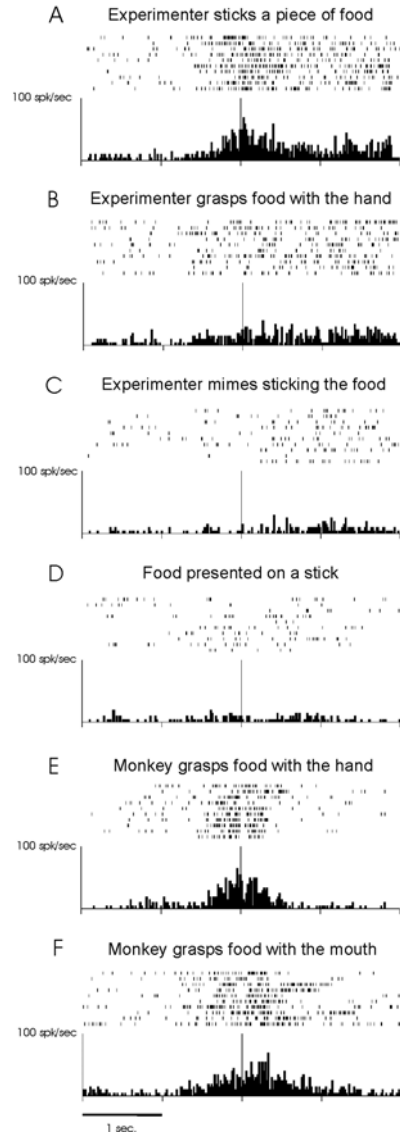 A Experimenter sticks a piece of food
100 spk/sec
B Experimenter grasps food with the hand
100 spk/sec
C Experimenter mimes sticking the food
100 spk/sec
D Food presented on a stick
100 spk/sec
E Monkey grasps food with the hand
100 spk/sec
F Monkey grasps food with the mouth
100 spk/sec
1 sec.